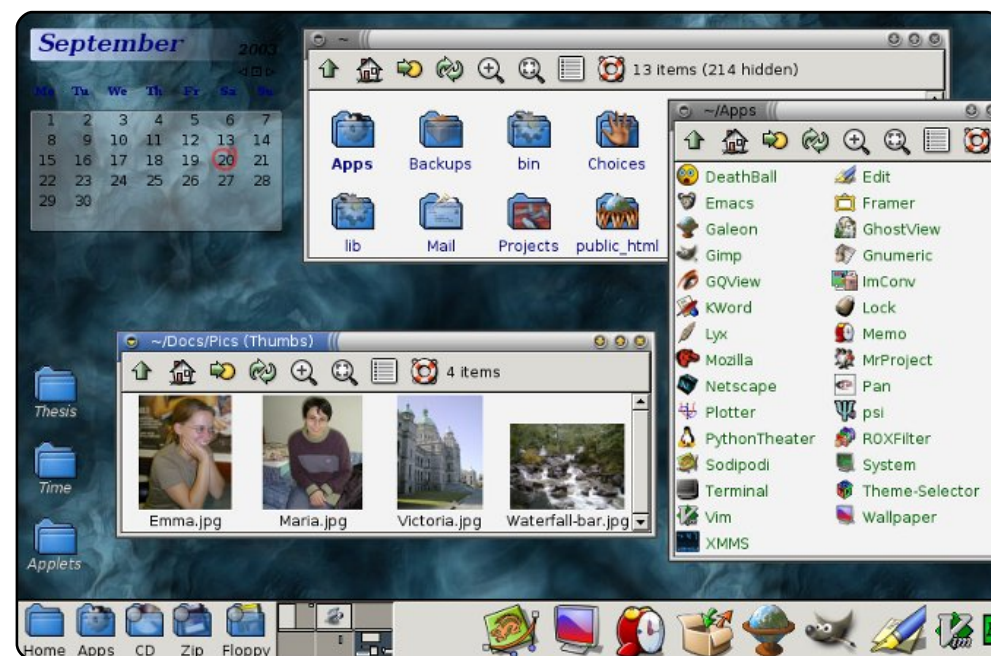 September
2003
Mo Tu We Th Fr Sa Su
1 2 3 4 5 6 7
8 9 10 11 12 13 14
15 16 17 18 19 20 21
22 23 24 25 26 27 28
29 30
~
13 items (214 hidden)
Apps Backups bin Choices
lib Mail Projects public_html
~/Apps
DeathBall Edit
Emacs Framer
Galeon GhostView
Gimp Gnumeric
GQView ImConv
KWord Lock
Lyx Memo
Mozilla MrProject
Netscape Pan
Plotter psi
PythonTheater ROXFilter
Sodipodi System
Terminal Theme-Selector
Vim Wallpaper
XMMS
~/Docs/Pics (Thumbs)
4 items
Emma.jpg Maria.jpg Victoria.jpg Waterfall-bar.jpg
Thesis
Time
Applets
Home Apps CD Zip Floppy
Vim